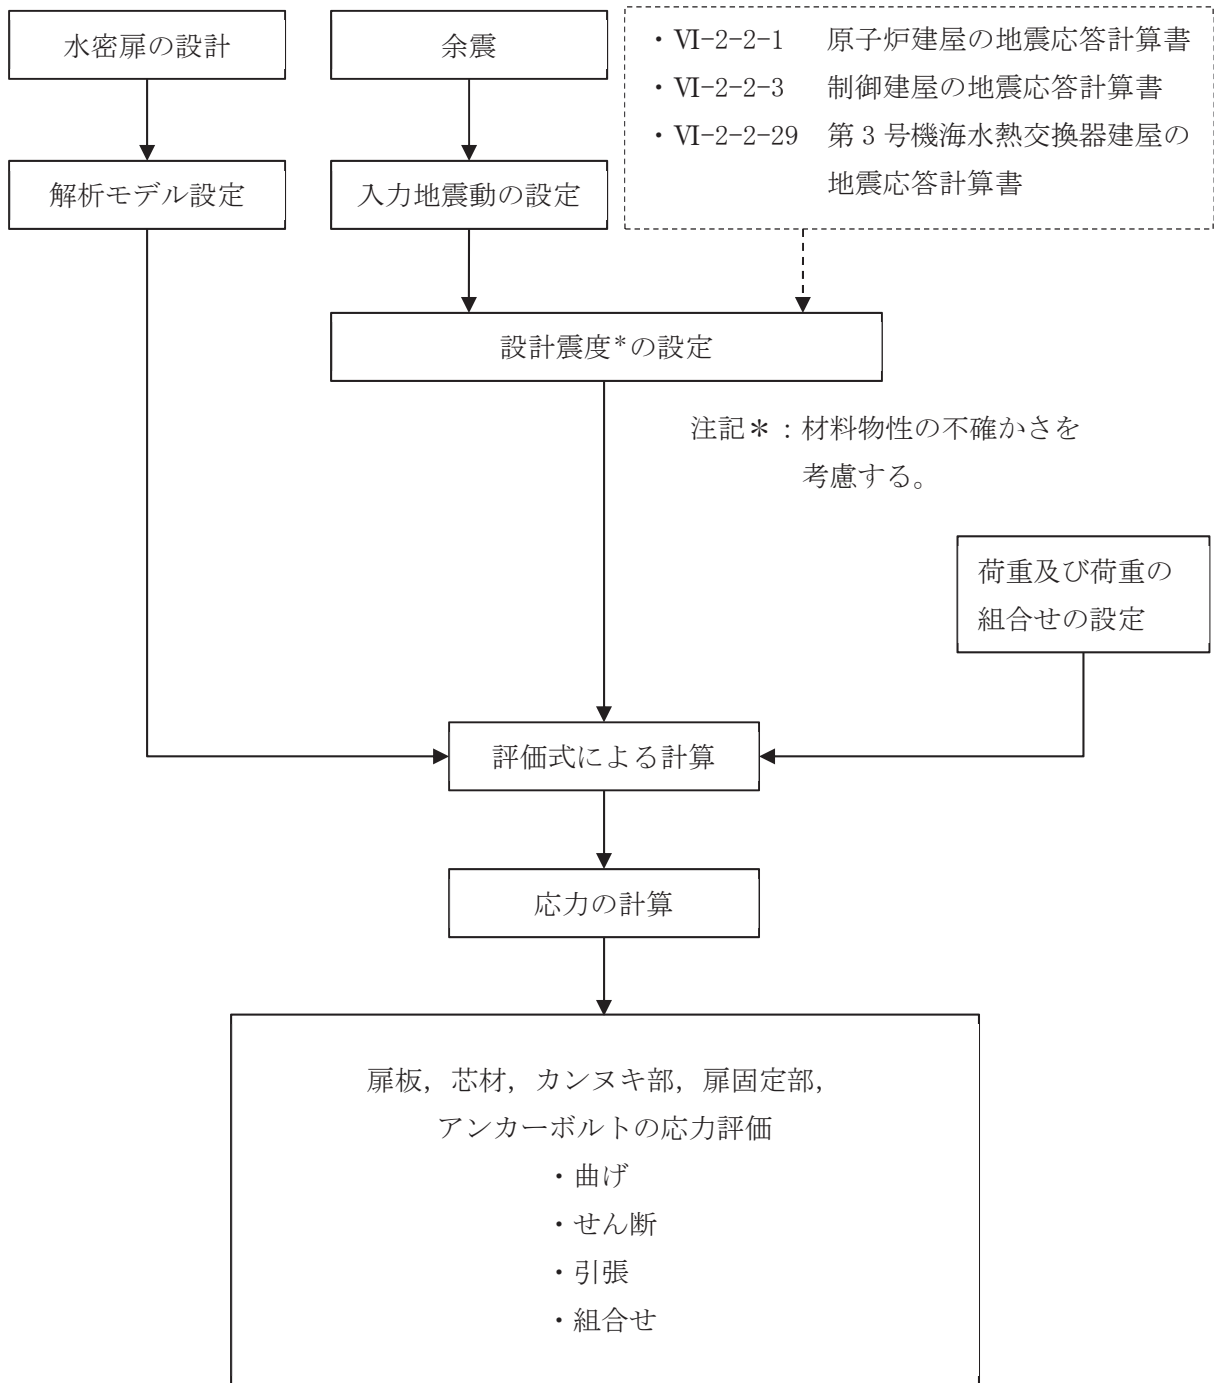 水密扉の設計
余震
・Ⅵ-2-2-1 原子炉建屋の地震応答計算書
・Ⅵ-2-2-3 制御建屋の地震応答計算書
・Ⅵ-2-2-29 第3号機海水熱交換器建屋の
地震応答計算書
解析モデル設定
入力地震動の設定
設計震度*の設定
注記＊：材料物性の不確かさを
考慮する。
荷重及び荷重の
組合せの設定
評価式による計算
応力の計算
扉板，芯材，カンヌキ部，扉固定部，
アンカーボルトの応力評価
・曲げ
・せん断
・引張
・組合せ